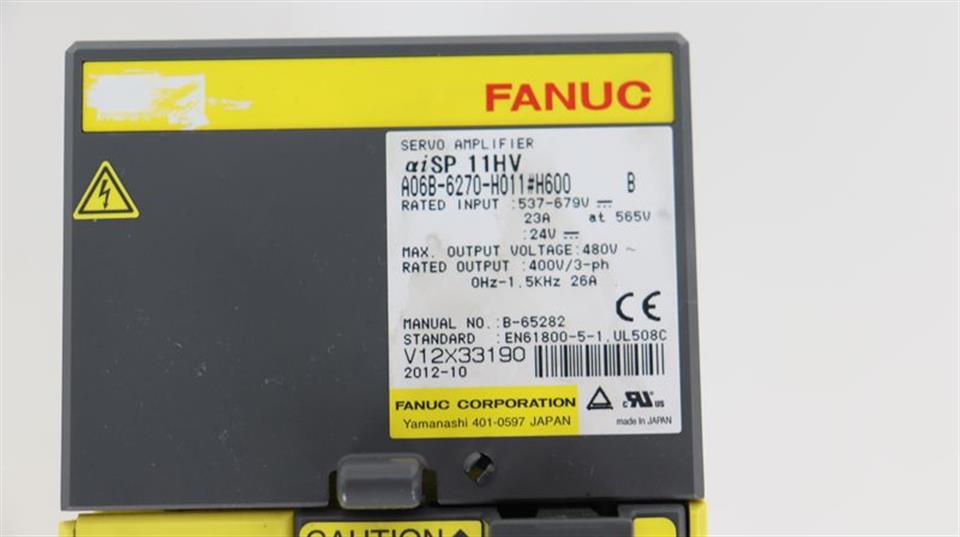 FANUC
SERVO AMPLIFIER
αiSP 11HV
A06B-6270-H011#H600 B
RATED INPUT :537-679V ⎓
23A at 565V
:24V ⎓
MAX. OUTPUT VOLTAGE:480V ~
RATED OUTPUT :400V/3-ph
0Hz-1.5KHz 26A
CE
MANUAL NO.:B-65282
STANDARD :EN61800-5-1,UL508C
V12X33190
2012-10
FANUC CORPORATION
Yamanashi 401-0597 JAPAN
c RU us
made In JAPAN
CAUTION